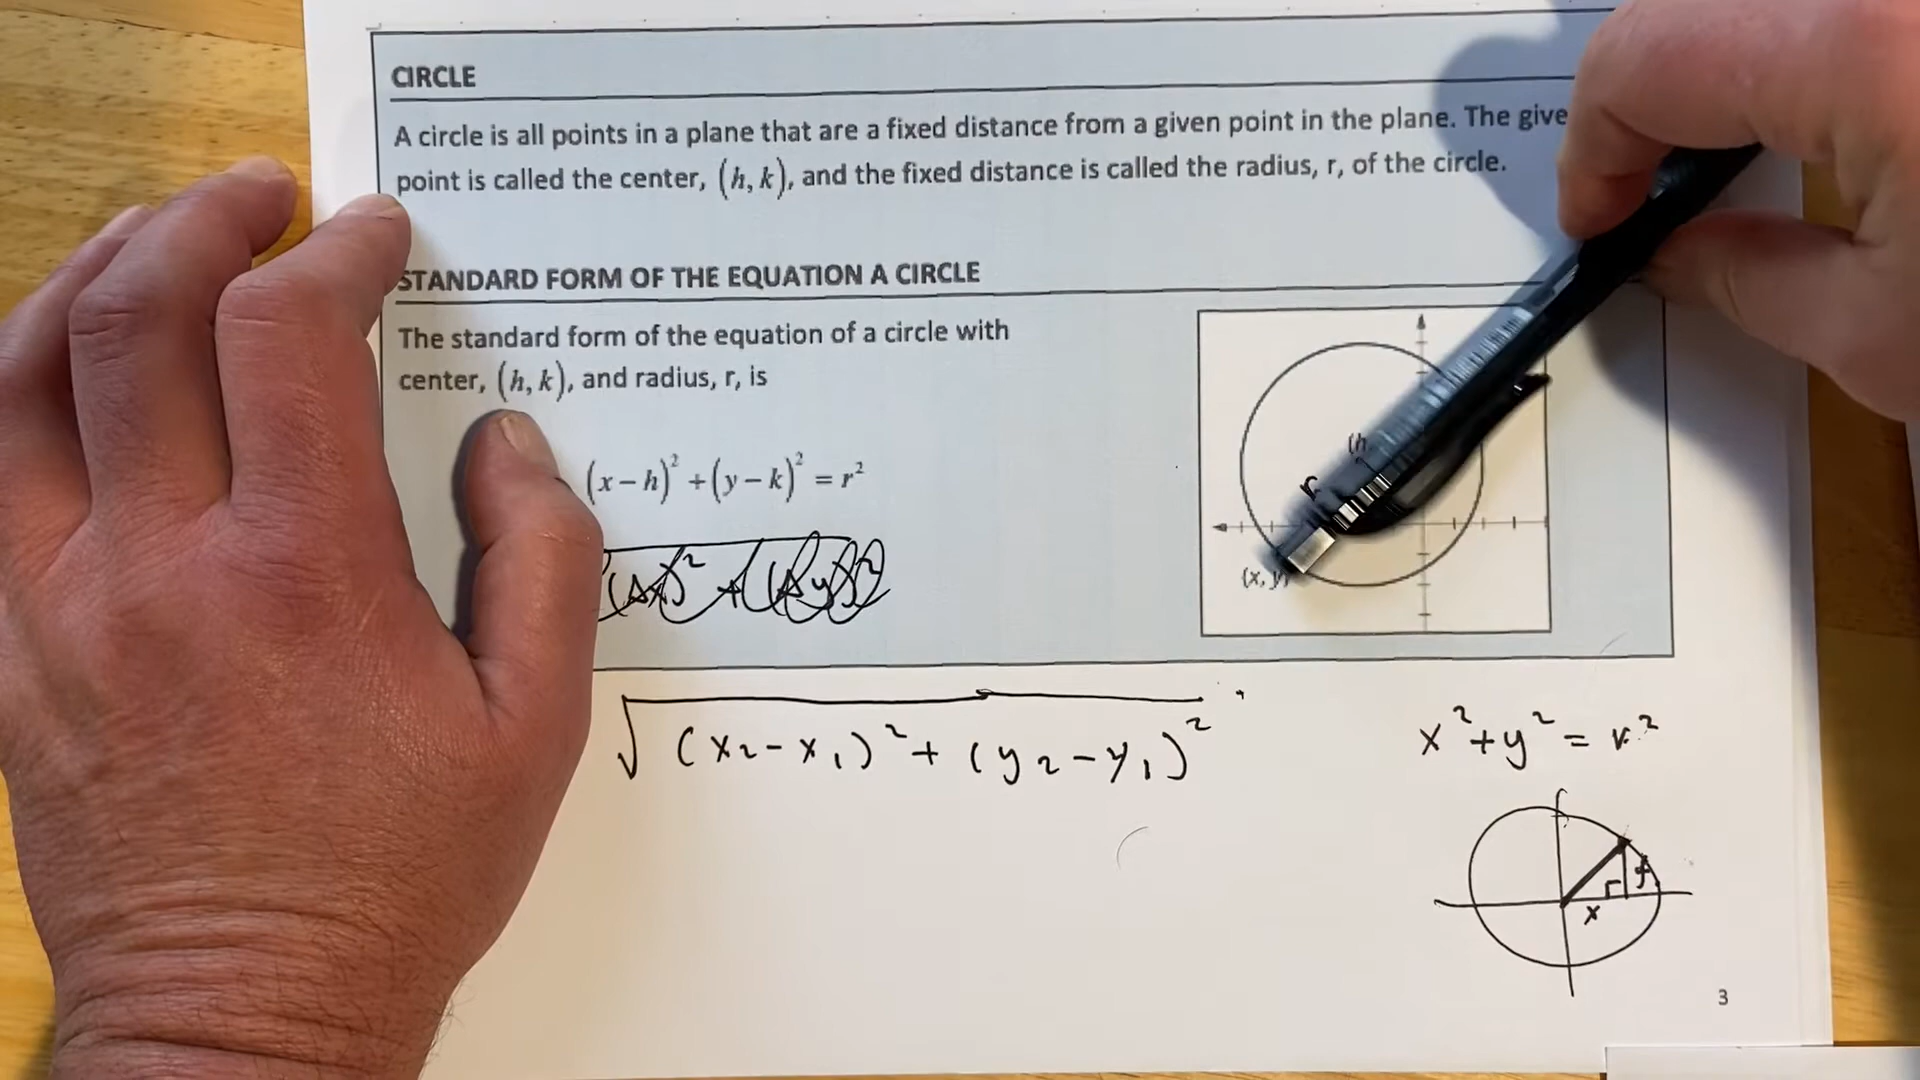 CIRCLE
A circle is all points in a plane that are a fixed distance from a given point in the plane. The give
point is called the center, (h, k), and the fixed distance is called the radius, r, of the circle.
STANDARD FORM OF THE EQUATION A CIRCLE
The standard form of the equation of a circle with
center, (h, k), and radius, r, is
(x – h)² + (y – k)² = r²
(h
r
(x, y)
√(x₂ - x₁)² + (y₂ - y₁)²
x² + y² = r²
x
3